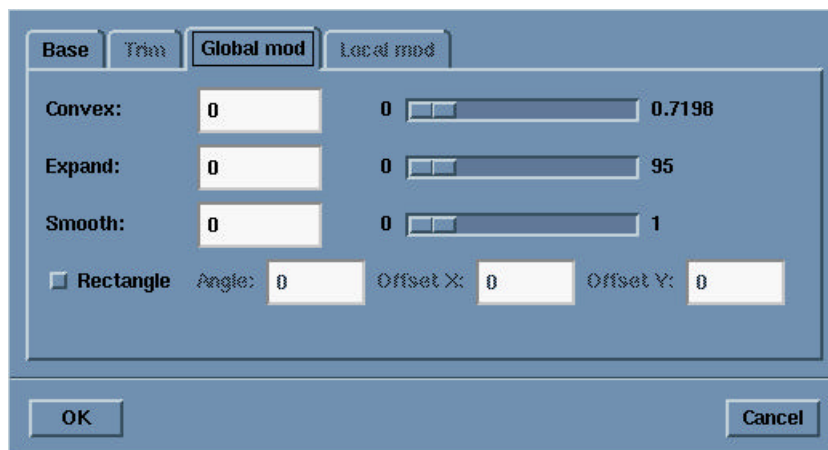 Base Trim Global mod Local mod
Convex: 0 0 0.7198
Expand: 0 0 95
Smooth: 0 0 1
Rectangle Angle: 0 Offset X: 0 Offset Y: 0
OK Cancel